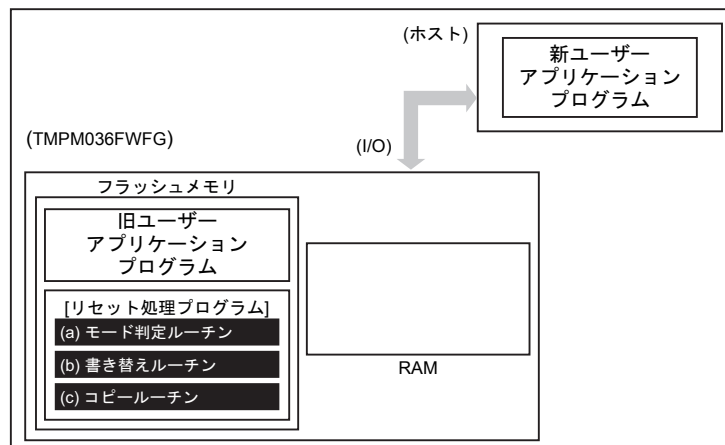 (ホスト)
新ユーザー
アプリケーション
プログラム
(TMPM036FWFG)
(I/O)
フラッシュメモリ
旧ユーザー
アプリケーション
プログラム
[リセット処理プログラム]
(a) モード判定ルーチン
(b) 書き替えルーチン
(c) コピールーチン
RAM